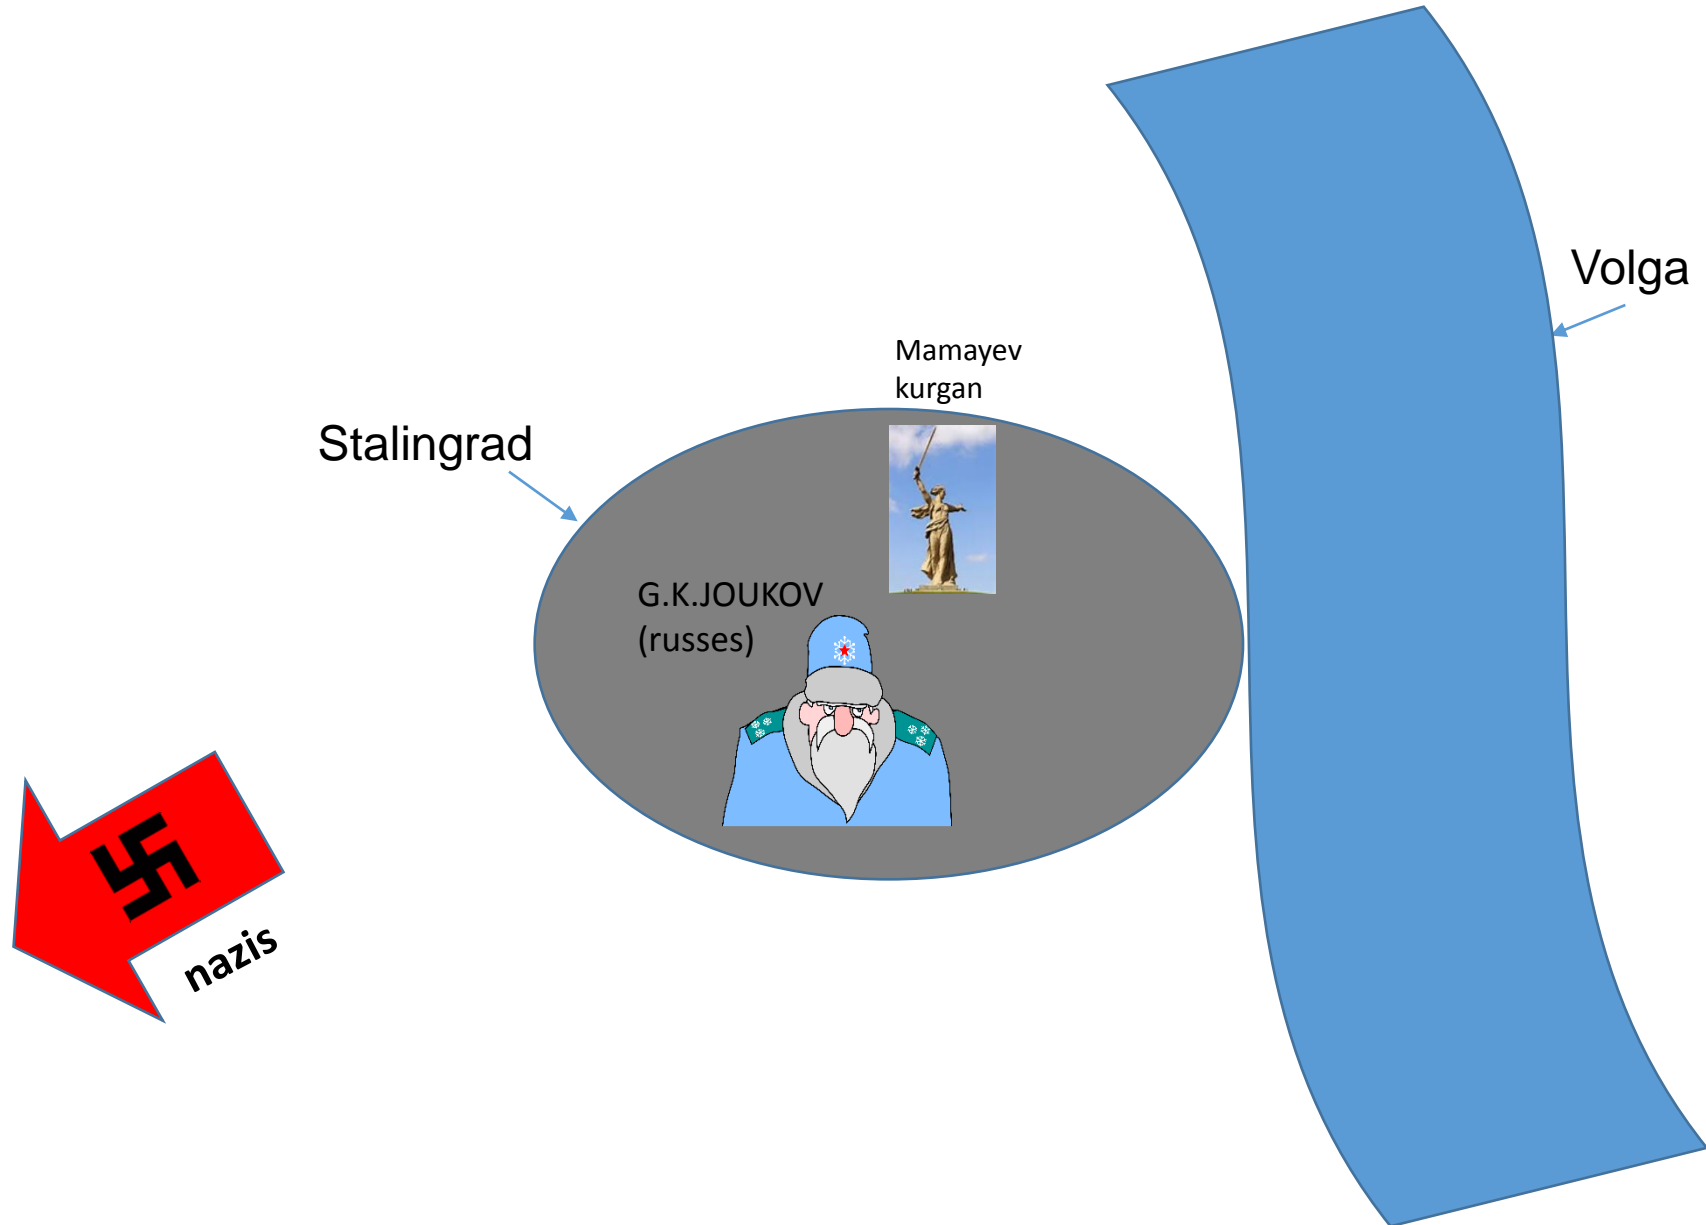 Volga
Mamayev
kurgan
Stalingrad
G.K.JOUKOV
(russes)
nazis